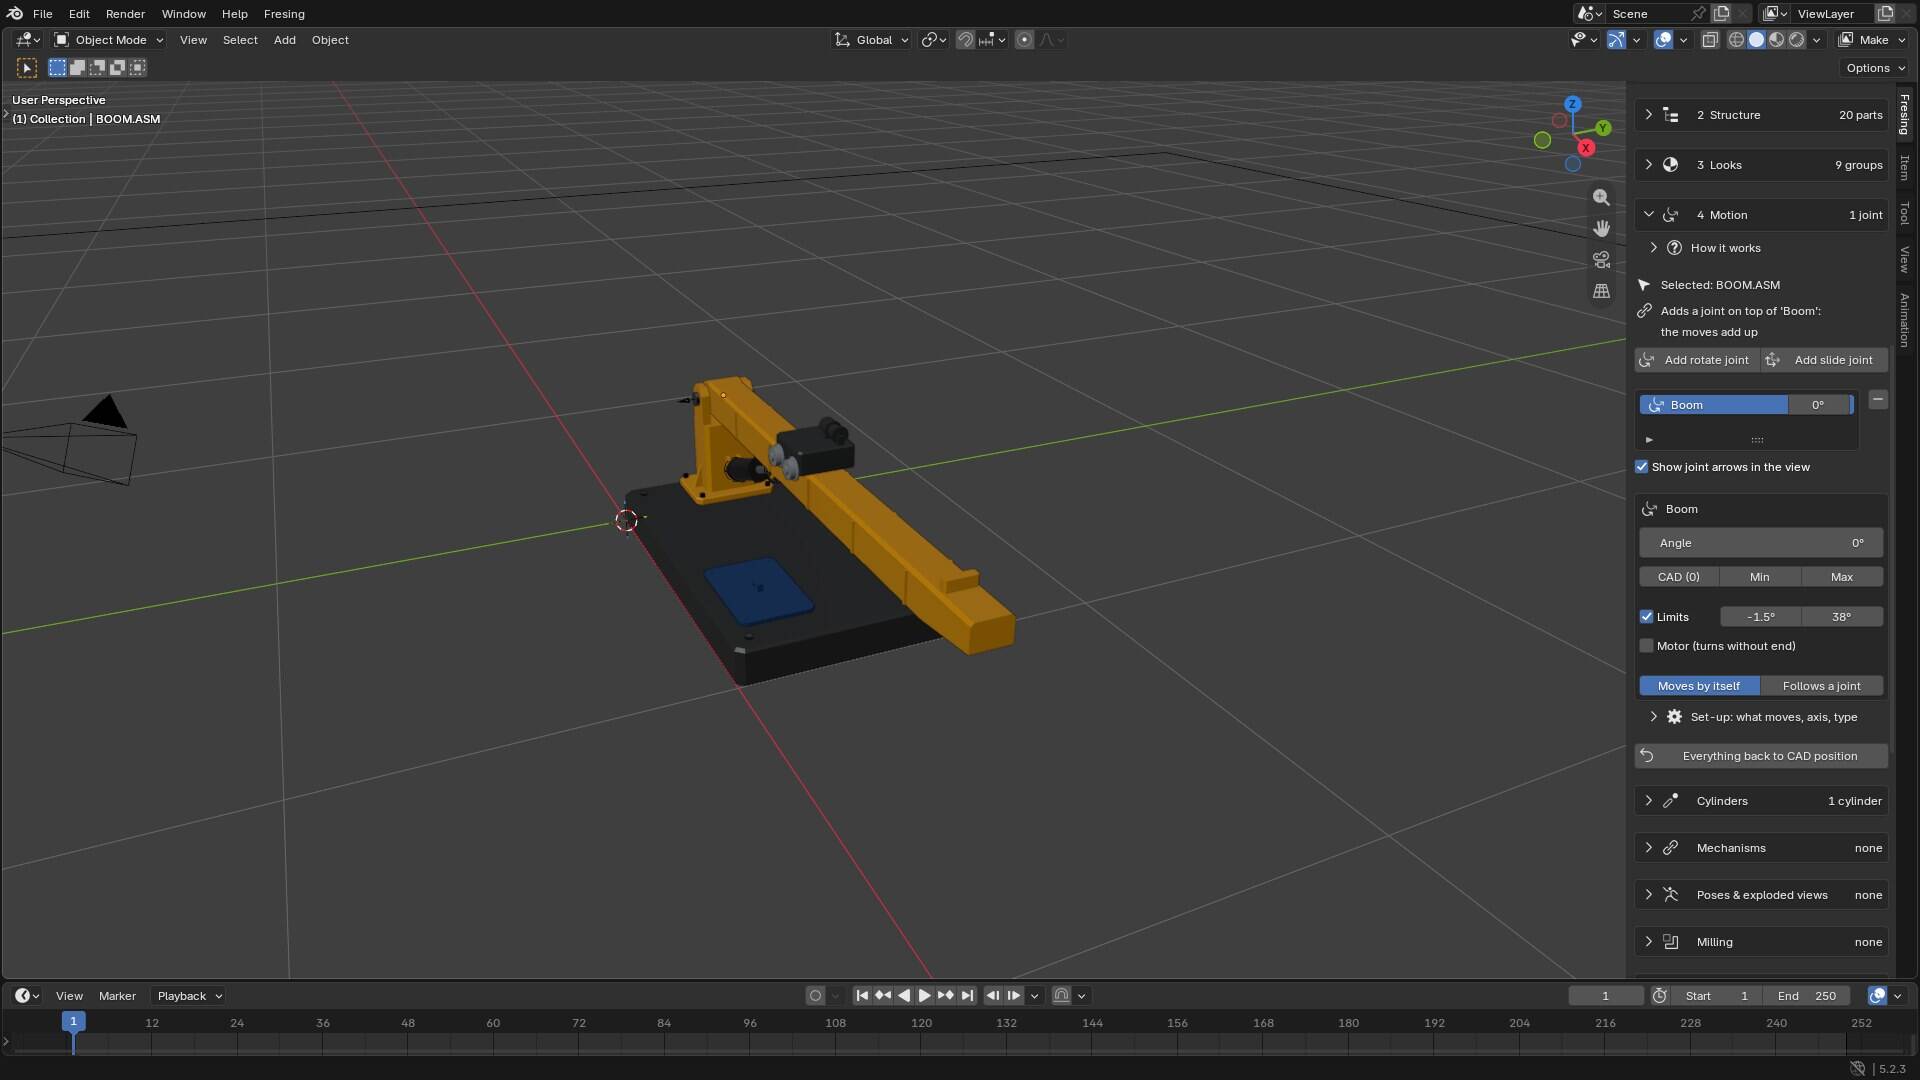 File Edit Render Window Help Fresing Scene ViewLayer
Object Mode View Select Add Object Global Make
Options
User Perspective
(1) Collection | BOOM.ASM
Z
Y
X
2 Structure 20 parts
3 Looks 9 groups
4 Motion 1 joint
How it works
Selected: BOOM.ASM
Adds a joint on top of 'Boom':
the moves add up
Add rotate joint Add slide joint
Boom 0°
Show joint arrows in the view
Boom
Angle 0°
CAD (0) Min Max
Limits -1.5° 38°
Motor (turns without end)
Moves by itself Follows a joint
Set-up: what moves, axis, type
Everything back to CAD position
Cylinders 1 cylinder
Mechanisms none
Poses & exploded views none
Milling none
Fresing
Item
Tool
View
Animation
View Marker Playback 1 Start 1 End 250
1 12 24 36 48 60 72 84 96 108 120 132 144 156 168 180 192 204 216 228 240 252
5.2.3